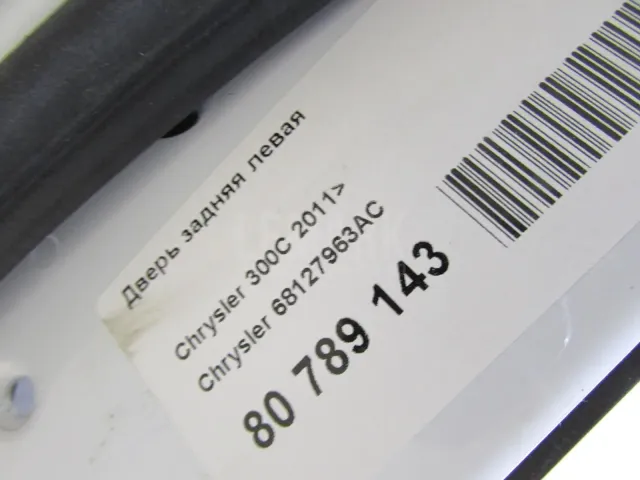 Дверь задняя левая
Chrysler 300C 2011>
Chrysler 68127963AC
80 789 143